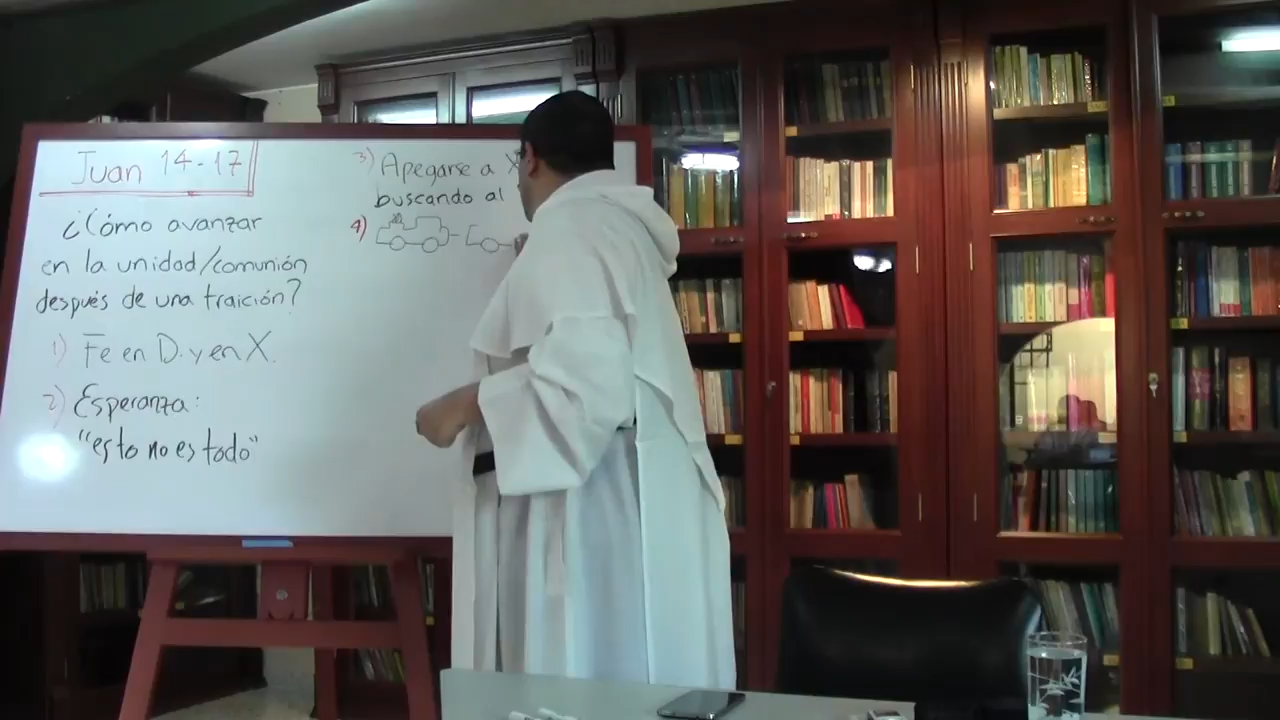 Juan 14-17
¿Cómo avanzar
en la unidad/comunión
después de una traición?
1) Fe en D. y en X.
2) Esperanza:
"esto no es todo"
3) Apegarse a X
buscando al
4)